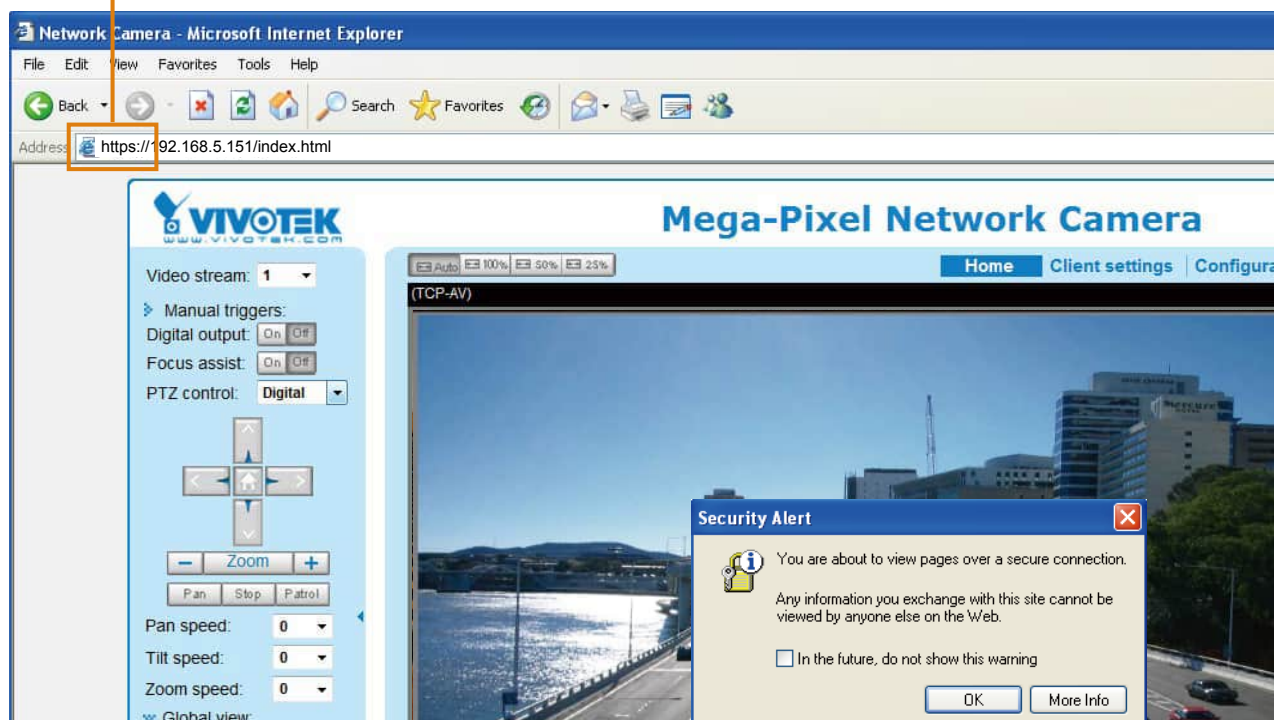 Network Camera - Microsoft Internet Explorer
File Edit View Favorites Tools Help
Back Search Favorites
Address https://192.168.5.151/index.html
VIVOTEK
www.vivotek.com
Mega-Pixel Network Camera
Video stream: 1
Auto 100% 50% 25%
Home Client settings Configura
(TCP-AV)
Manual triggers:
Digital output: On Off
Focus assist: On Off
PTZ control: Digital
Zoom
Pan Stop Patrol
Pan speed: 0
Tilt speed: 0
Zoom speed: 0
Global view:
mercure
Security Alert
You are about to view pages over a secure connection.
Any information you exchange with this site cannot be
viewed by anyone else on the Web.
In the future, do not show this warning
OK More Info